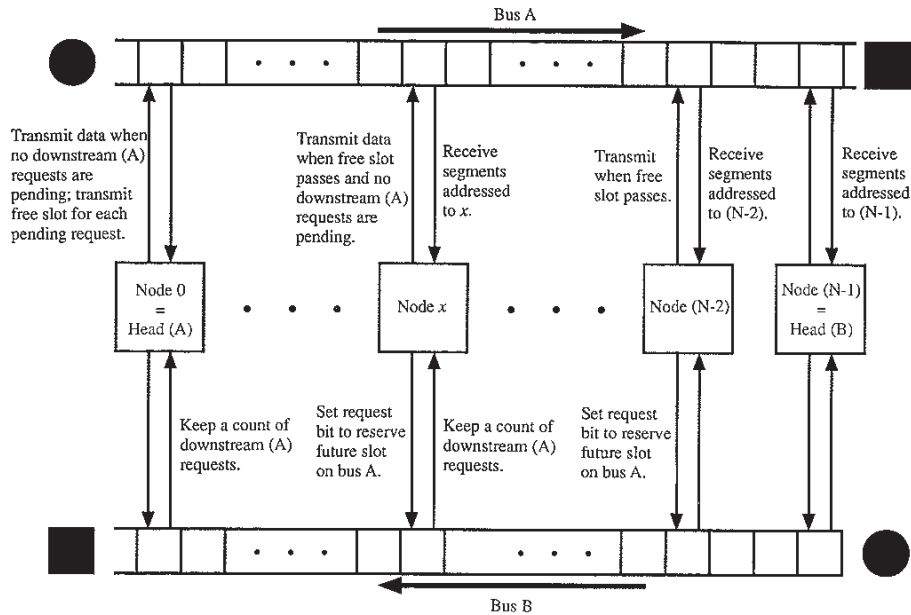 Bus A
Transmit data when
no downstream (A)
requests are
pending; transmit
free slot for each
pending request.
Transmit data
when free slot
passes and no
downstream (A)
requests are
pending.
Receive
segments
addressed
to x.
Transmit
when free
slot passes.
Receive
segments
addressed
to (N-2).
Receive
segments
addressed
to (N-1).
Node 0
=
Head (A)
Node x
Node (N-2)
Node (N-1)
=
Head (B)
Keep a count of
downstream (A)
requests.
Set request
bit to reserve
future slot
on bus A.
Keep a count of
downstream (A)
requests.
Set request
bit to reserve
future slot
on bus A.
Bus B